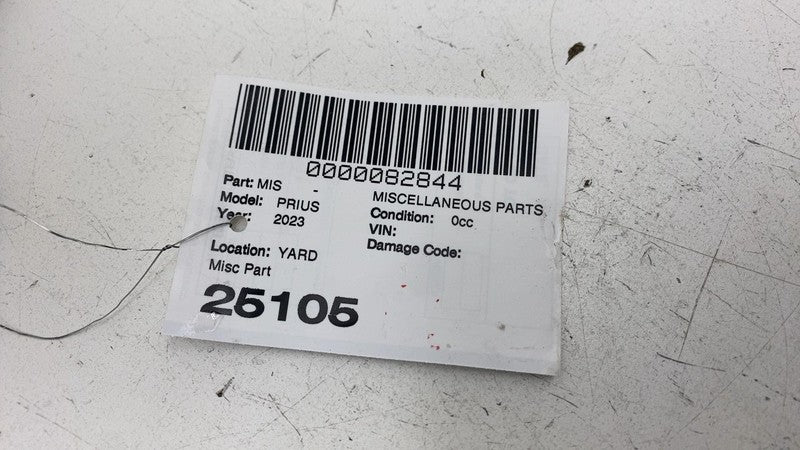 0000082844
Part: MIS - MISCELLANEOUS PARTS
Model: PRIUS Condition: 0cc
Year: 2023 VIN:
Damage Code:
Location: YARD
Misc Part
25105